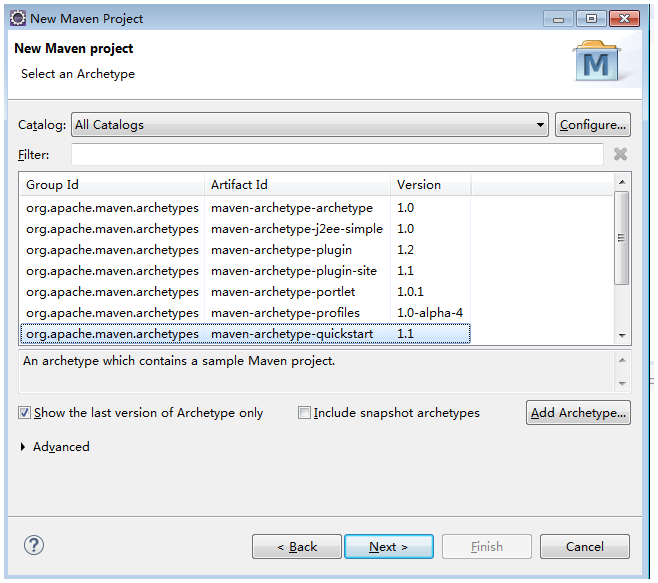 New Maven Project
New Maven project
Select an Archetype
M
Catalog: All Catalogs Configure...
Filter:
Group Id Artifact Id Version
org.apache.maven.archetypes maven-archetype-archetype 1.0
org.apache.maven.archetypes maven-archetype-j2ee-simple 1.0
org.apache.maven.archetypes maven-archetype-plugin 1.2
org.apache.maven.archetypes maven-archetype-plugin-site 1.1
org.apache.maven.archetypes maven-archetype-portlet 1.0.1
org.apache.maven.archetypes maven-archetype-profiles 1.0-alpha-4
org.apache.maven.archetypes maven-archetype-quickstart 1.1
An archetype which contains a sample Maven project.
Show the last version of Archetype only Include snapshot archetypes Add Archetype...
Advanced
? < Back Next > Finish Cancel